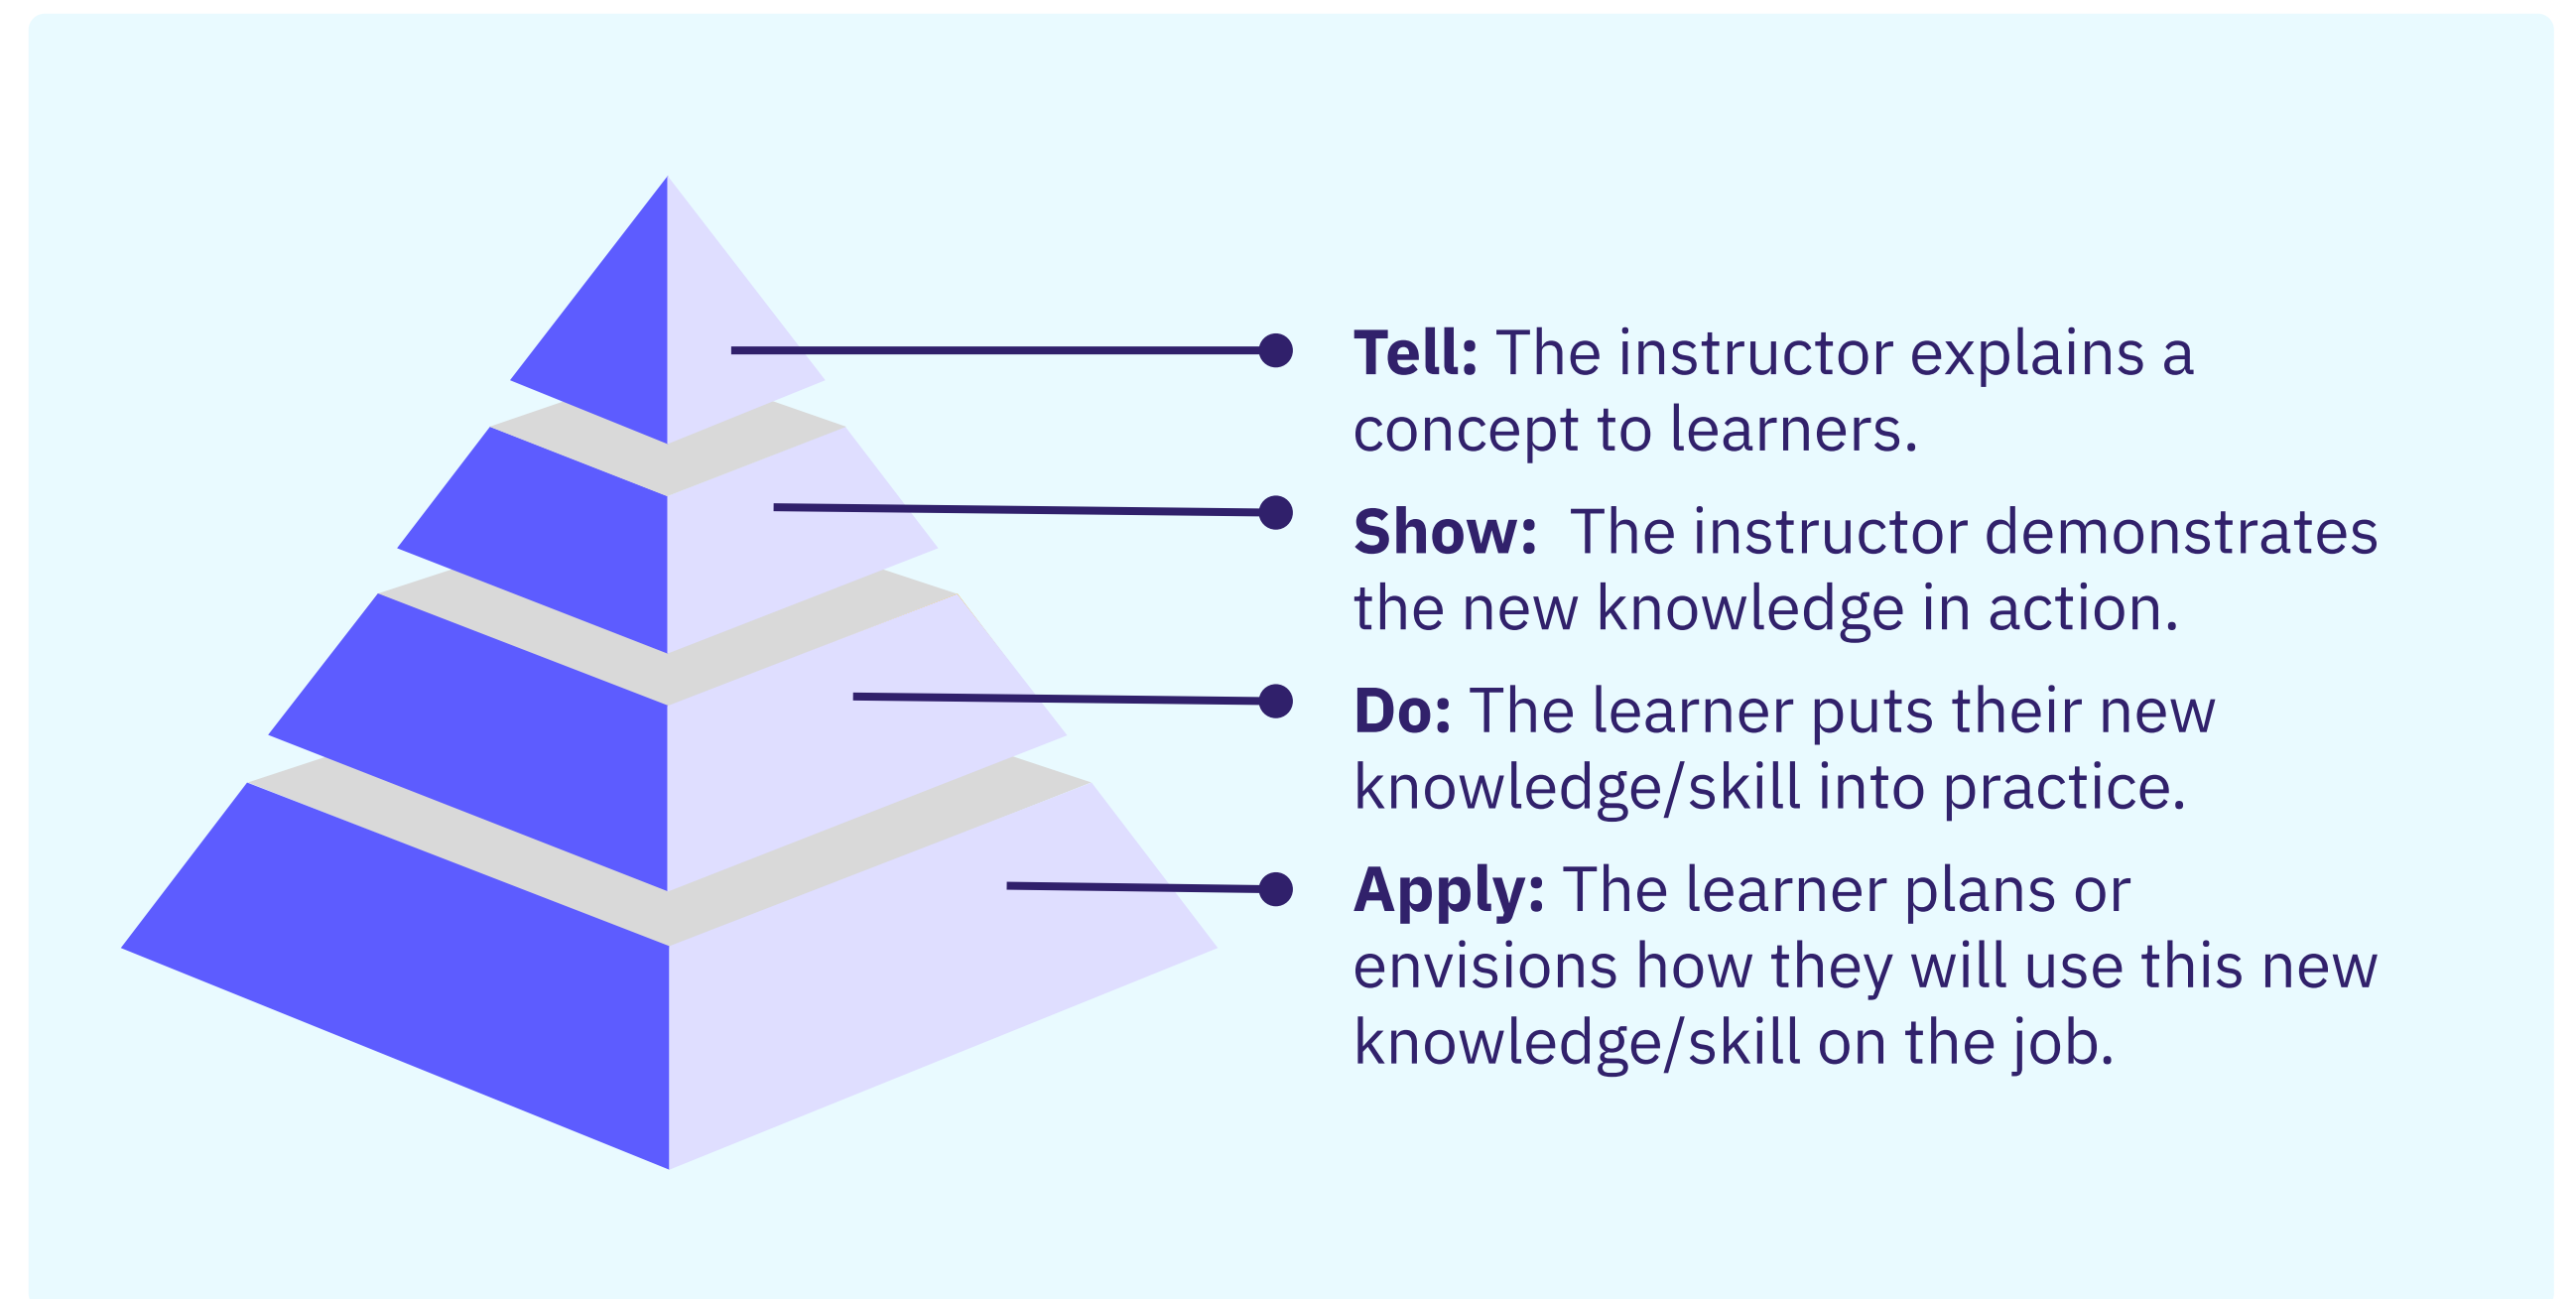 Tell: The instructor explains a
concept to learners.
Show:  The instructor demonstrates
the new knowledge in action.
Do: The learner puts their new
knowledge/skill into practice.
Apply: The learner plans or
envisions how they will use this new
knowledge/skill on the job.